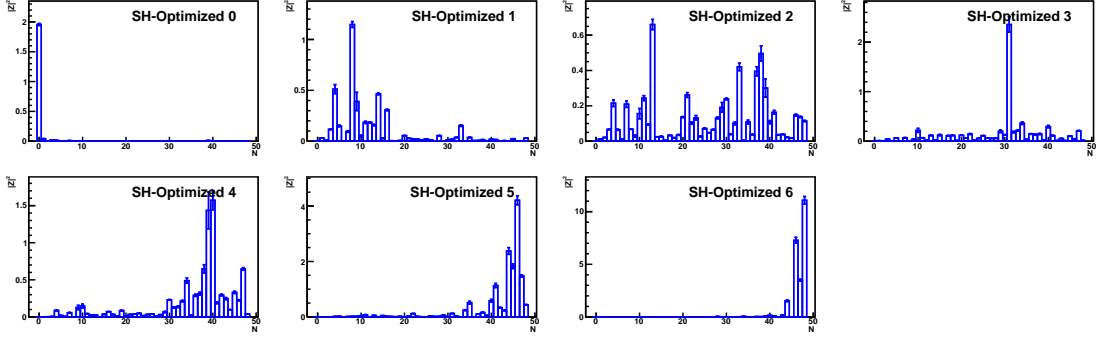 |Z|²
SH-Optimized 0
2
1.5
1
0.5
0
0 10 20 30 40 50
N
|Z|²
SH-Optimized 1
1
0.5
0
0 10 20 30 40 50
N
|Z|²
SH-Optimized 2
0.6
0.4
0.2
0
0 10 20 30 40 50
N
|Z|²
SH-Optimized 3
2
1
0
0 10 20 30 40 50
N
|Z|²
SH-Optimized 4
1.5
1
0.5
0
0 10 20 30 40 50
N
|Z|²
SH-Optimized 5
4
2
0
0 10 20 30 40 50
N
|Z|²
SH-Optimized 6
10
5
0
0 10 20 30 40 50
N